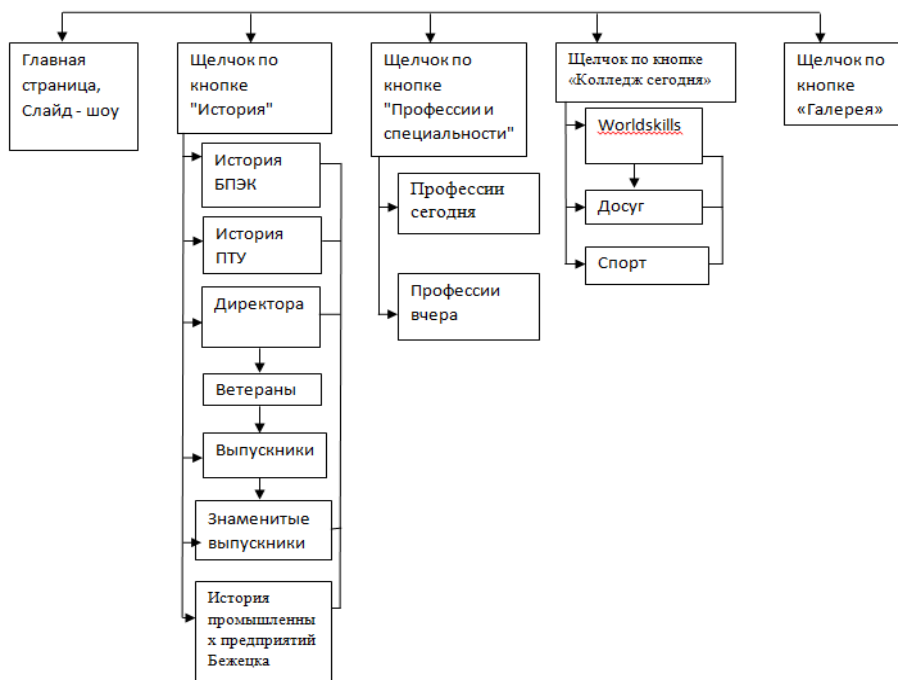 Главная
страница,
Слайд - шоу
Щелчок по
кнопке
"История"
История
БПЭК
История
ПТУ
Директора
Ветераны
Выпускники
Знаменитые
выпускники
История
промышленны
х предприятий
Бежецка
Щелчок по
кнопке
"Профессии и
специальности"
Профессии
сегодня
Профессии
вчера
Щелчок по кнопке
«Колледж сегодня»
Worldskills
Досуг
Спорт
Щелчок по
кнопке
«Галерея»